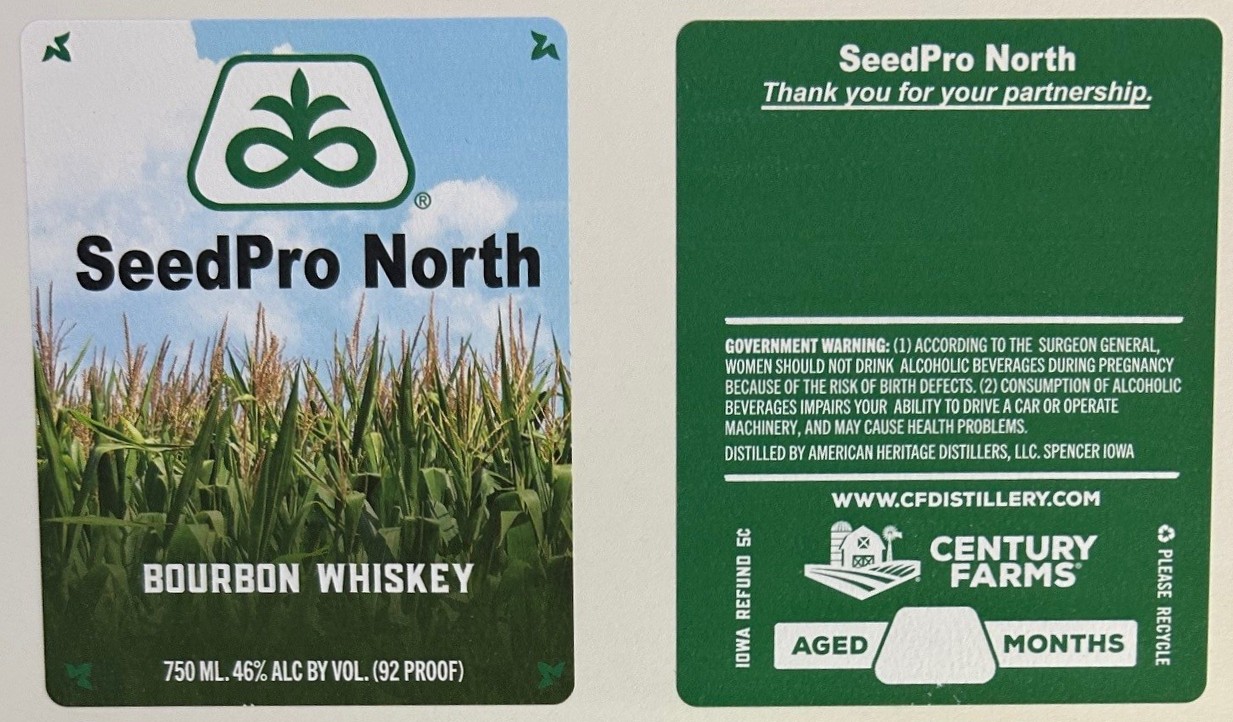 ®
SeedPro North
BOURBON WHISKEY
750 ML. 46% ALC BY VOL. (92 PROOF)
SeedPro North
Thank you for your partnership.
GOVERNMENT WARNING: (1) ACCORDING TO THE SURGEON GENERAL,
WOMEN SHOULD NOT DRINK ALCOHOLIC BEVERAGES DURING PREGNANCY
BECAUSE OF THE RISK OF BIRTH DEFECTS. (2) CONSUMPTION OF ALCOHOLIC
BEVERAGES IMPAIRS YOUR ABILITY TO DRIVE A CAR OR OPERATE
MACHINERY, AND MAY CAUSE HEALTH PROBLEMS.
DISTILLED BY AMERICAN HERITAGE DISTILLERS, LLC. SPENCER IOWA
WWW.CFDISTILLERY.COM
IOWA REFUND 5C
CENTURY
FARMS®
PLEASE RECYCLE
AGED MONTHS